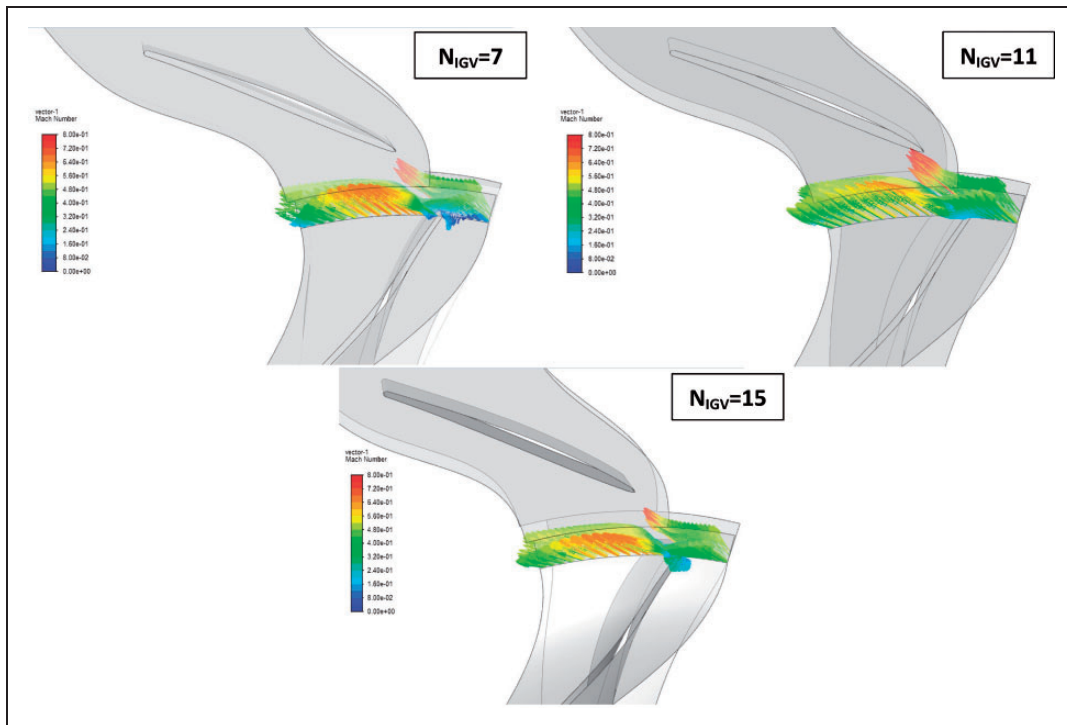 N_IGV=7
vector-1
Mach Number
8.00e-01
7.20e-01
6.40e-01
5.60e-01
4.80e-01
4.00e-01
3.20e-01
2.40e-01
1.60e-01
8.00e-02
0.00e+00
N_IGV=11
vector-1
Mach Number
8.00e-01
7.20e-01
6.40e-01
5.60e-01
4.80e-01
4.00e-01
3.20e-01
2.40e-01
1.60e-01
8.00e-02
0.00e+00
N_IGV=15
vector-1
Mach Number
8.00e-01
7.20e-01
6.40e-01
5.60e-01
4.80e-01
4.00e-01
3.20e-01
2.40e-01
1.60e-01
8.00e-02
0.00e+00